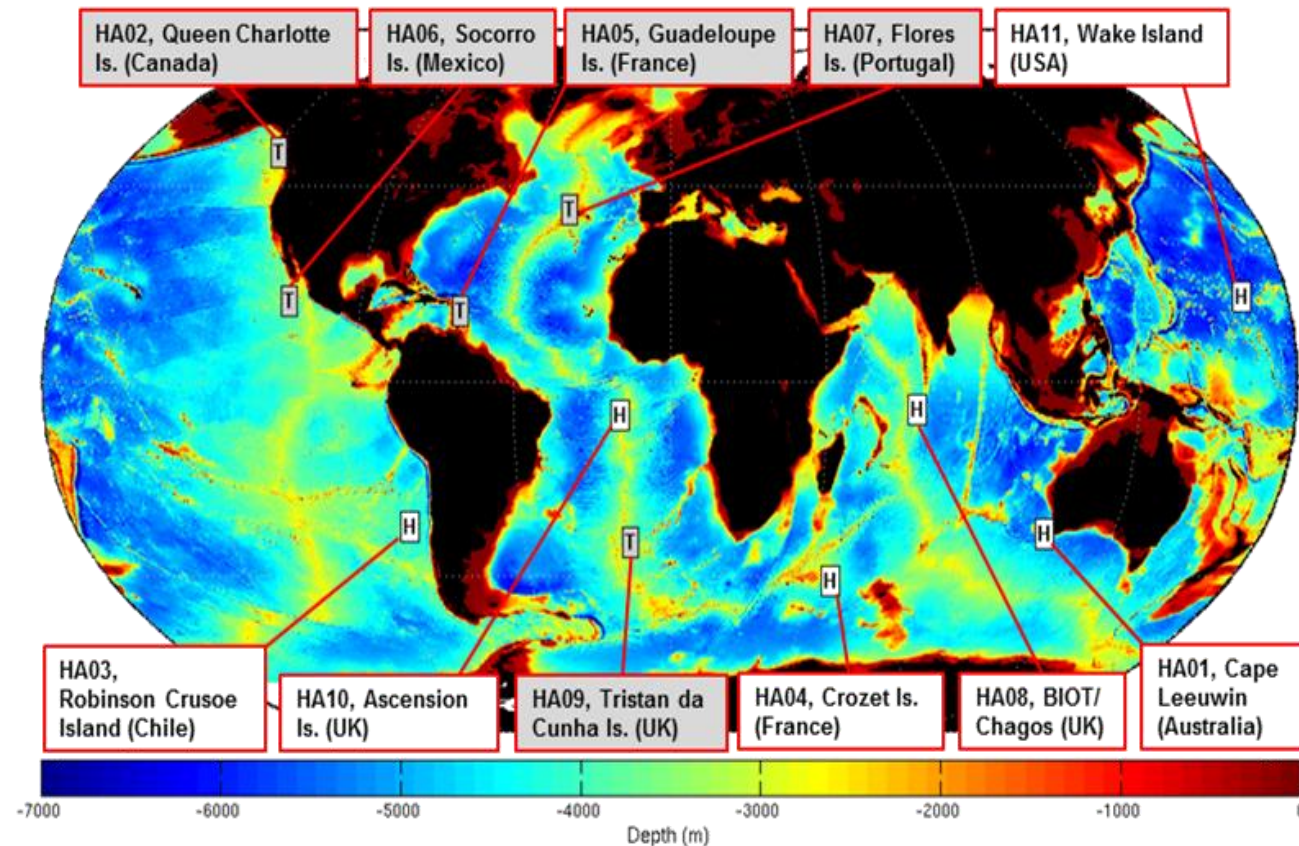 HA02, Queen Charlotte
Is. (Canada)
HA06, Socorro
Is. (Mexico)
HA05, Guadeloupe
Is. (France)
HA07, Flores
Is. (Portugal)
HA11, Wake Island
(USA)
T
T
T
T
H
H
H
H
T
H
H
HA03,
Robinson Crusoe
Island (Chile)
HA10, Ascension
Is. (UK)
HA09, Tristan da
Cunha Is. (UK)
HA04, Crozet Is.
(France)
HA08, BIOT/
Chagos (UK)
HA01, Cape
Leeuwin
(Australia)
-7000 -6000 -5000 -4000 -3000 -2000 -1000
Depth (m)